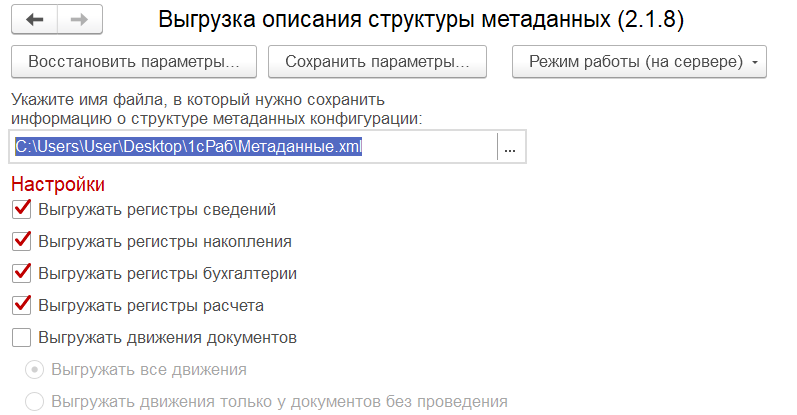 Выгрузка описания структуры метаданных (2.1.8)
Восстановить параметры... Сохранить параметры... Режим работы (на сервере)
Укажите имя файла, в который нужно сохранить
информацию о структуре метаданных конфигурации:
C:\Users\User\Desktop\1сРаб\Метаданные.xml ...
Настройки
Выгружать регистры сведений
Выгружать регистры накопления
Выгружать регистры бухгалтерии
Выгружать регистры расчета
Выгружать движения документов
Выгружать все движения
Выгружать движения только у документов без проведения